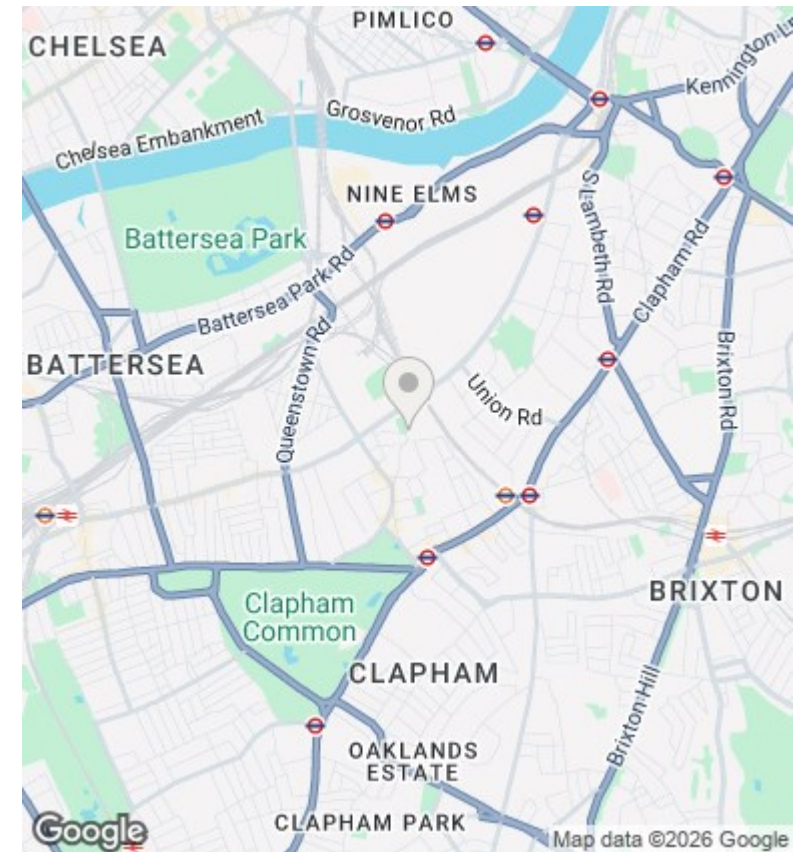 PIMLICO
CHELSEA
Kennington Ln
Grosvenor Rd
Chelsea Embankment
NINE ELMS
S Lambeth Rd
Battersea Park
Clapham Rd
Battersea Park Rd
BATTERSEA
Queenstown Rd
Union Rd
Brixton Rd
BRIXTON
Clapham
Common
CLAPHAM
Brixton Hill
OAKLANDS
ESTATE
CLAPHAM PARK
Google
Map data ©2026 Google